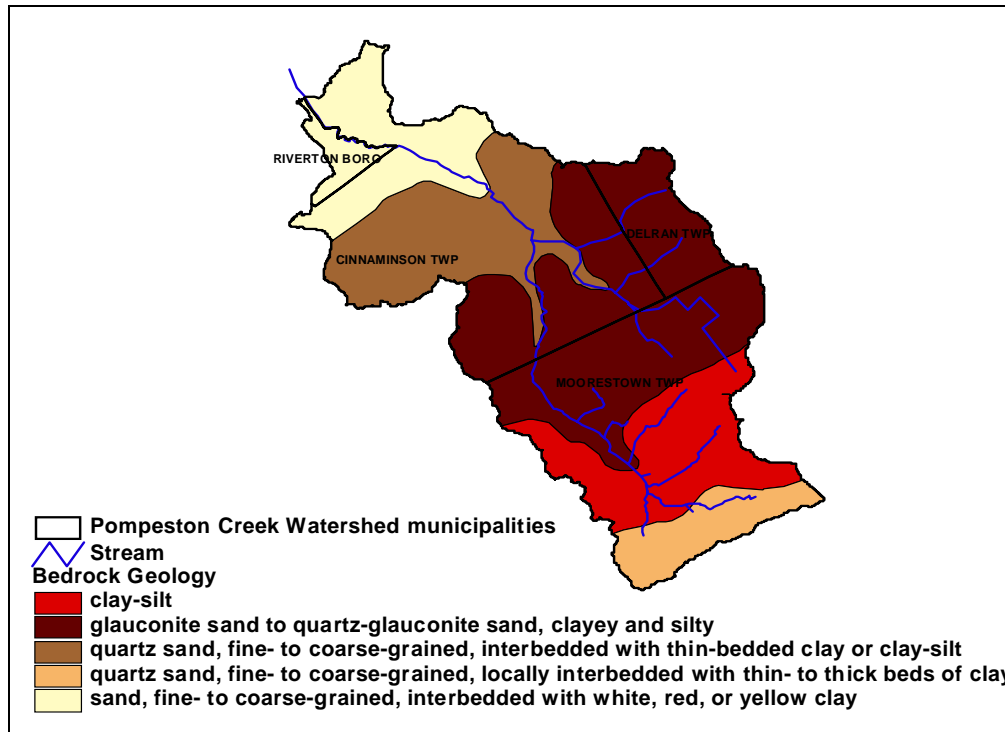 RIVERTON BORO
DELRAN TWP
CINNAMINSON TWP
MOORESTOWN TWP
Pompeston Creek Watershed municipalities
Stream
Bedrock Geology
clay-silt
glauconite sand to quartz-glauconite sand, clayey and silty
quartz sand, fine- to coarse-grained, interbedded with thin-bedded clay or clay-silt
quartz sand, fine- to coarse-grained, locally interbedded with thin- to thick beds of clay
sand, fine- to coarse-grained, interbedded with white, red, or yellow clay